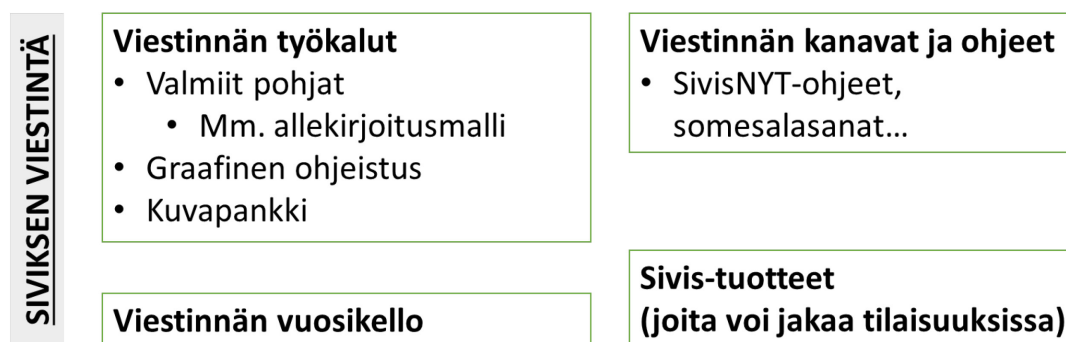 SIVIKSEN VIESTINTÄ
Viestinnän työkalut
• Valmiit pohjat
• Mm. allekirjoitusmalli
• Graafinen ohjeistus
• Kuvapankki
Viestinnän vuosikello
Viestinnän kanavat ja ohjeet
• SivisNYT-ohjeet,
somesalasanat...
Sivis-tuotteet
(joita voi jakaa tilaisuuksissa)